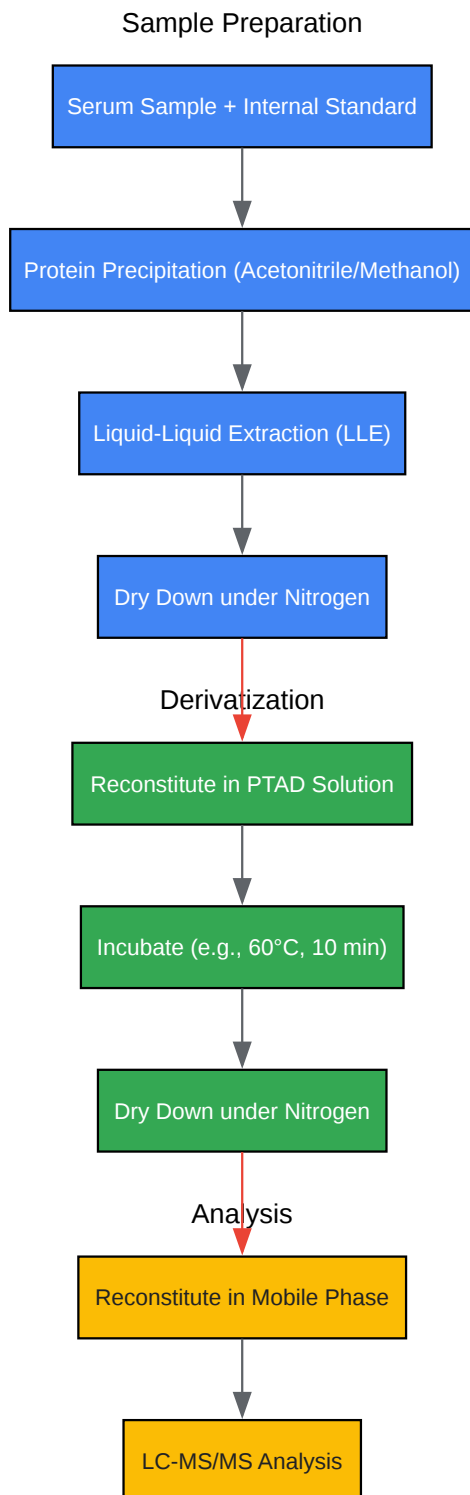 Sample Preparation
Serum Sample + Internal Standard
Protein Precipitation (Acetonitrile/Methanol)
Liquid-Liquid Extraction (LLE)
Dry Down under Nitrogen
Derivatization
Reconstitute in PTAD Solution
Incubate (e.g., 60°C, 10 min)
Dry Down under Nitrogen
Analysis
Reconstitute in Mobile Phase
LC-MS/MS Analysis